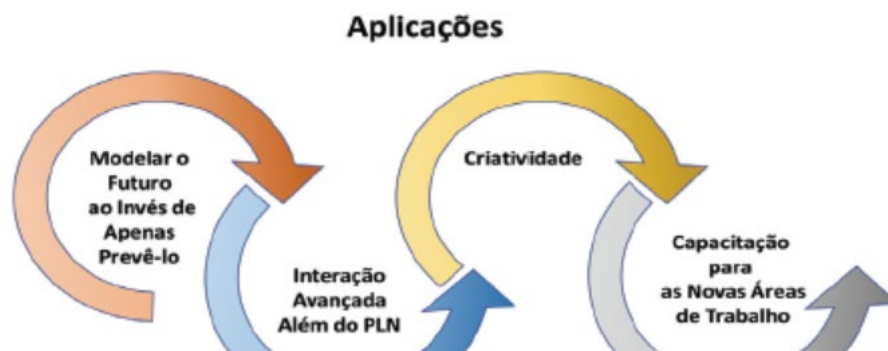 Aplicações
Modelar o
Futuro
ao Invés de
Apenas
Prevê-lo
Interação
Avançada
Além do PLN
Criatividade
Capacitação
para
as Novas Áreas
de Trabalho